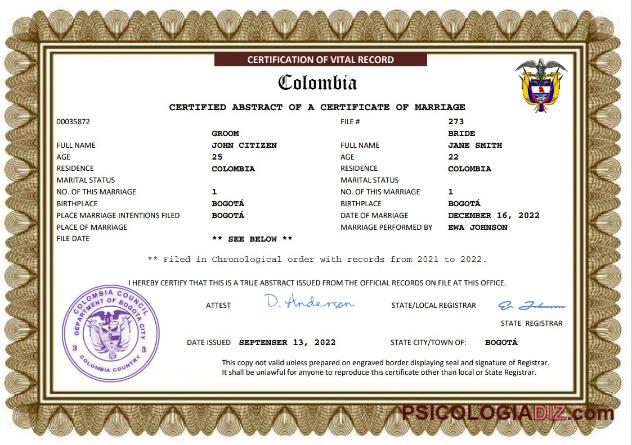 CERTIFICATION OF VITAL RECORD
Colombia
CERTIFIED ABSTRACT OF A CERTIFICATE OF MARRIAGE
00035872 FILE # 273
GROOM BRIDE
FULL NAME JOHN CITIZEN FULL NAME JANE SMITH
AGE 25 AGE 22
RESIDENCE COLOMBIA RESIDENCE COLOMBIA
MARITAL STATUS MARITAL STATUS
NO. OF THIS MARRIAGE 1 NO. OF THIS MARRIAGE 1
BIRTHPLACE BOGOTÁ BIRTHPLACE BOGOTÁ
PLACE MARRIAGE INTENTIONS FILED BOGOTÁ DATE OF MARRIAGE DECEMBER 16, 2022
PLACE OF MARRIAGE MARRIAGE PERFORMED BY EWA JOHNSON
FILE DATE ** SEE BELOW **
** Filed in Chronological order with records from 2021 to 2022.
I HEREBY CERTIFY THAT THIS IS A TRUE ABSTRACT ISSUED FROM THE OFFICIAL RECORDS ON FILE AT THIS OFFICE.
COLOMBIA COUNCIL
DEPARTMENT OF BOGOTA CITY
3 3
COLOMBIA COUNTRY
ATTEST D. Anderson STATE/LOCAL REGISTRAR
STATE REGISTRAR
DATE ISSUED SEPTENSER 13, 2022 STATE CITY/TOWN OF: BOGOTÁ
This copy not valid unless prepared on engraved border displaying seal and signature of Registrar.
It shall be unlawful for anyone to reproduce this certificate other than local or State Registrar.
PSICOLOGIADIZ.com